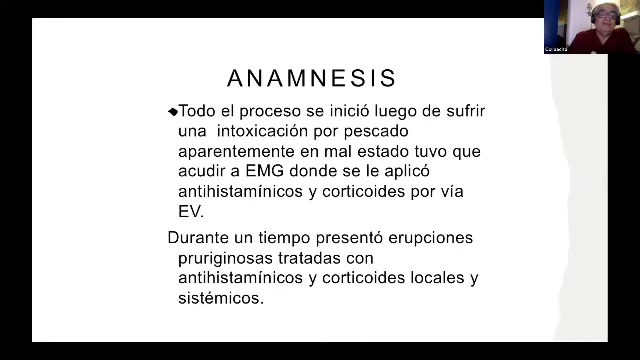 ANAMNESIS
Todo el proceso se inició luego de sufrir
una intoxicación por pescado
aparentemente en mal estado tuvo que
acudir a EMG donde se le aplicó
antihistamínicos y corticoides por vía
EV.
Durante un tiempo presentó erupciones
pruriginosas tratadas con
antihistamínicos y corticoides locales y
sistémicos.